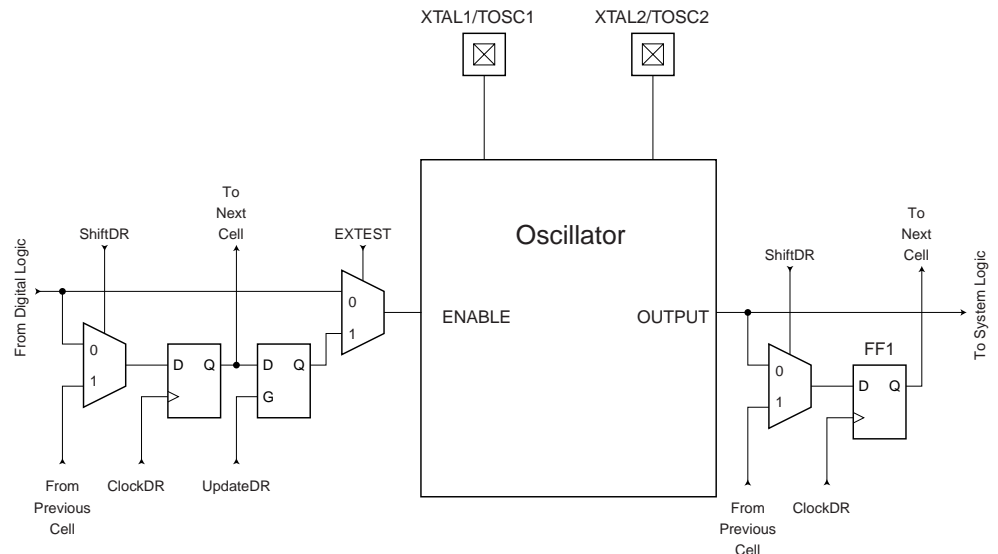 XTAL1/TOSC1
XTAL2/TOSC2
To
Next
Cell
ShiftDR
EXTEST
From Digital Logic
0
1
0
1
D Q
D Q
G
From
Previous
Cell
ClockDR
UpdateDR
Oscillator
ENABLE
OUTPUT
To
Next
Cell
ShiftDR
FF1
To System Logic
0
1
D Q
From
Previous
Cell
ClockDR